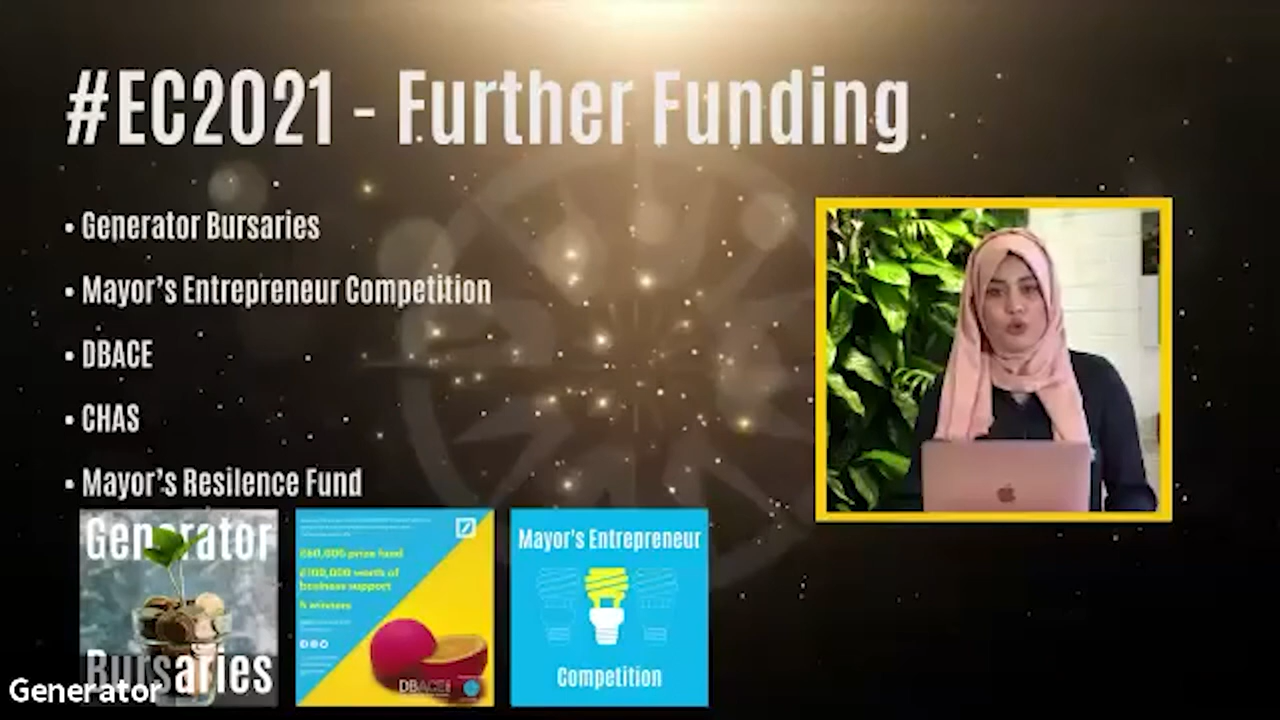 #EC2021 - Further Funding
• Generator Bursaries
• Mayor's Entrepreneur Competition
• DBACE
• CHAS
• Mayor's Resilence Fund
Generator
Bursaries
£60,000 prize fund
£100,000 worth of
business support
5 winners
DBACE
Mayor's Entrepreneur
Competition
Generator